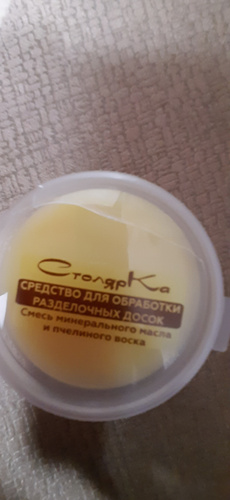 СтолярКа
СРЕДСТВО ДЛЯ ОБРАБОТКИ
РАЗДЕЛОЧНЫХ ДОСОК
Смесь минерального масла
и пчелиного воска